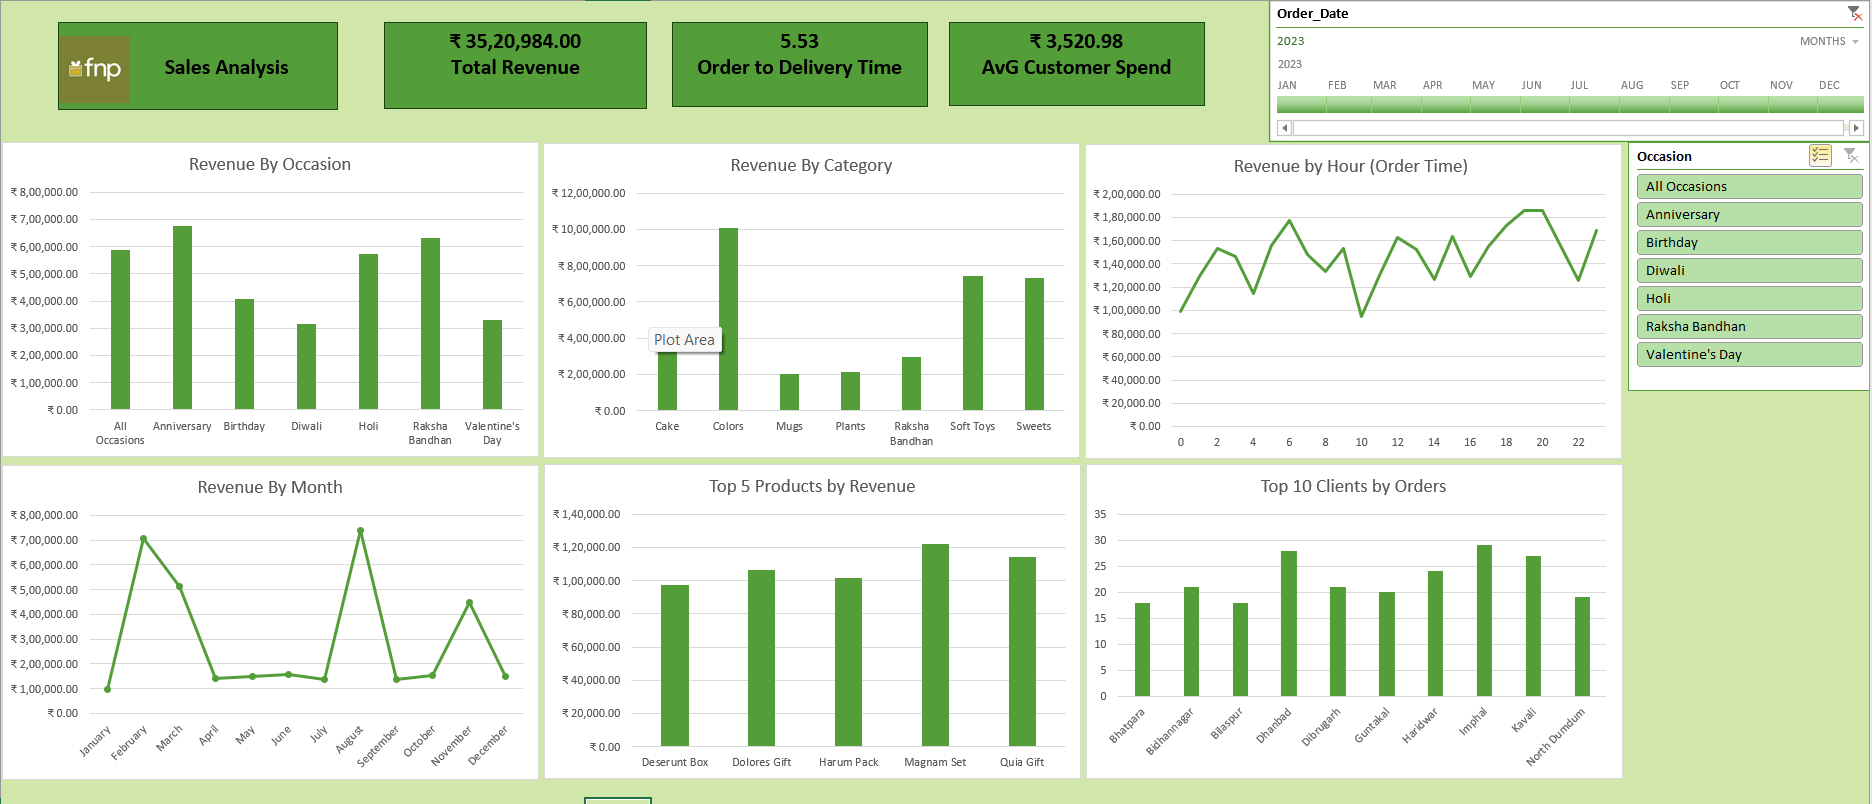 fnp
Sales Analysis
₹ 35,20,984.00
Total Revenue
5.53
Order to Delivery Time
₹ 3,520.98
AvG Customer Spend
Order_Date
2023
MONTHS
2023
JAN FEB MAR APR MAY JUN JUL AUG SEP OCT NOV DEC
Occasion
All Occasions
Anniversary
Birthday
Diwali
Holi
Raksha Bandhan
Valentine's Day
Revenue By Occasion
₹ 8,00,000.00
₹ 7,00,000.00
₹ 6,00,000.00
₹ 5,00,000.00
₹ 4,00,000.00
₹ 3,00,000.00
₹ 2,00,000.00
₹ 1,00,000.00
₹ 0.00
All Occasions
Anniversary
Birthday
Diwali
Holi
Raksha Bandhan
Valentine's Day
Revenue By Category
₹ 12,00,000.00
₹ 10,00,000.00
₹ 8,00,000.00
₹ 6,00,000.00
₹ 4,00,000.00
₹ 2,00,000.00
₹ 0.00
Plot Area
Cake
Colors
Mugs
Plants
Raksha Bandhan
Soft Toys
Sweets
Revenue by Hour (Order Time)
₹ 2,00,000.00
₹ 1,80,000.00
₹ 1,60,000.00
₹ 1,40,000.00
₹ 1,20,000.00
₹ 1,00,000.00
₹ 80,000.00
₹ 60,000.00
₹ 40,000.00
₹ 20,000.00
₹ 0.00
0 2 4 6 8 10 12 14 16 18 20 22
Revenue By Month
₹ 8,00,000.00
₹ 7,00,000.00
₹ 6,00,000.00
₹ 5,00,000.00
₹ 4,00,000.00
₹ 3,00,000.00
₹ 2,00,000.00
₹ 1,00,000.00
₹ 0.00
January
February
March
April
May
June
July
August
September
October
November
December
Top 5 Products by Revenue
₹ 1,40,000.00
₹ 1,20,000.00
₹ 1,00,000.00
₹ 80,000.00
₹ 60,000.00
₹ 40,000.00
₹ 20,000.00
₹ 0.00
Deserunt Box
Dolores Gift
Harum Pack
Magnam Set
Quia Gift
Top 10 Clients by Orders
35
30
25
20
15
10
5
0
Bhatpara
Bidhannagar
Bilaspur
Dhanbad
Dibrugarh
Guntakal
Haridwar
Imphal
Kavali
North Dumdum